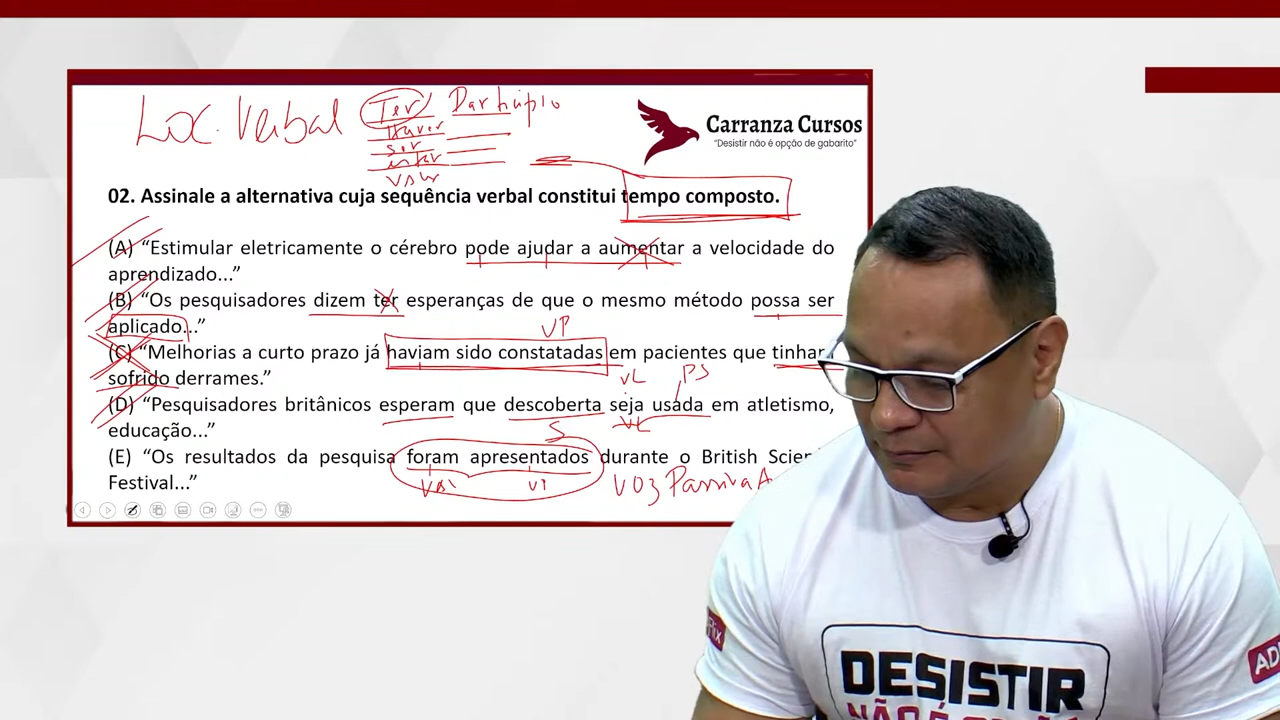 Loc. Verbal
Ter
Particípio
Haver
ser
estar
Carranza Cursos
"Desistir não é opção de gabarito"
02. Assinale a alternativa cuja sequência verbal constitui tempo composto.
(A) “Estimular eletricamente o cérebro pode ajudar a aumentar a velocidade do
aprendizado...”
(B) “Os pesquisadores dizem ter esperanças de que o mesmo método possa ser
aplicado...”
VP
(C) “Melhorias a curto prazo já haviam sido constatadas em pacientes que
sofrido derrames.”
VL
PS
(D) “Pesquisadores britânicos esperam que descoberta seja usada em atletismo,
educação...”
VL
S
(E) “Os resultados da pesquisa foram apresentados durante o British
Festival...”
VP
Voz Passiva A
DESISTIR